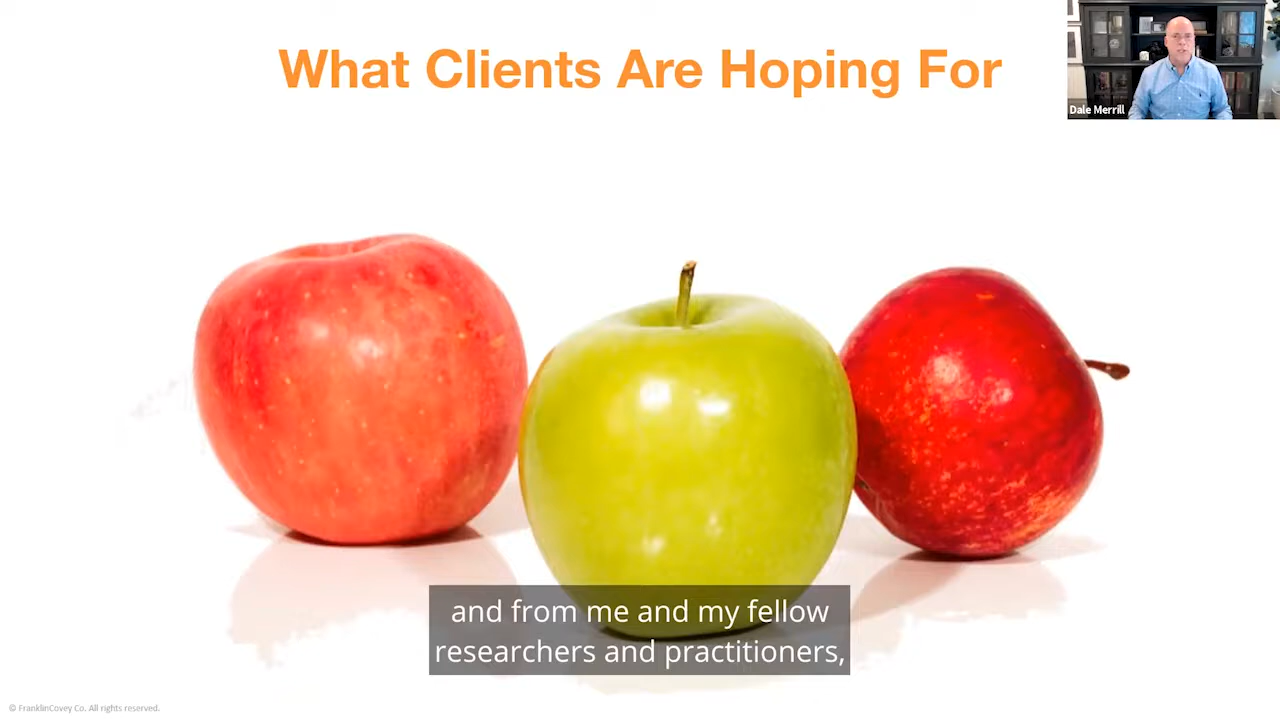 What Clients Are Hoping For
Dale Merrill
and from me and my fellow
researchers and practitioners,
© FranklinCovey Co. All rights reserved.